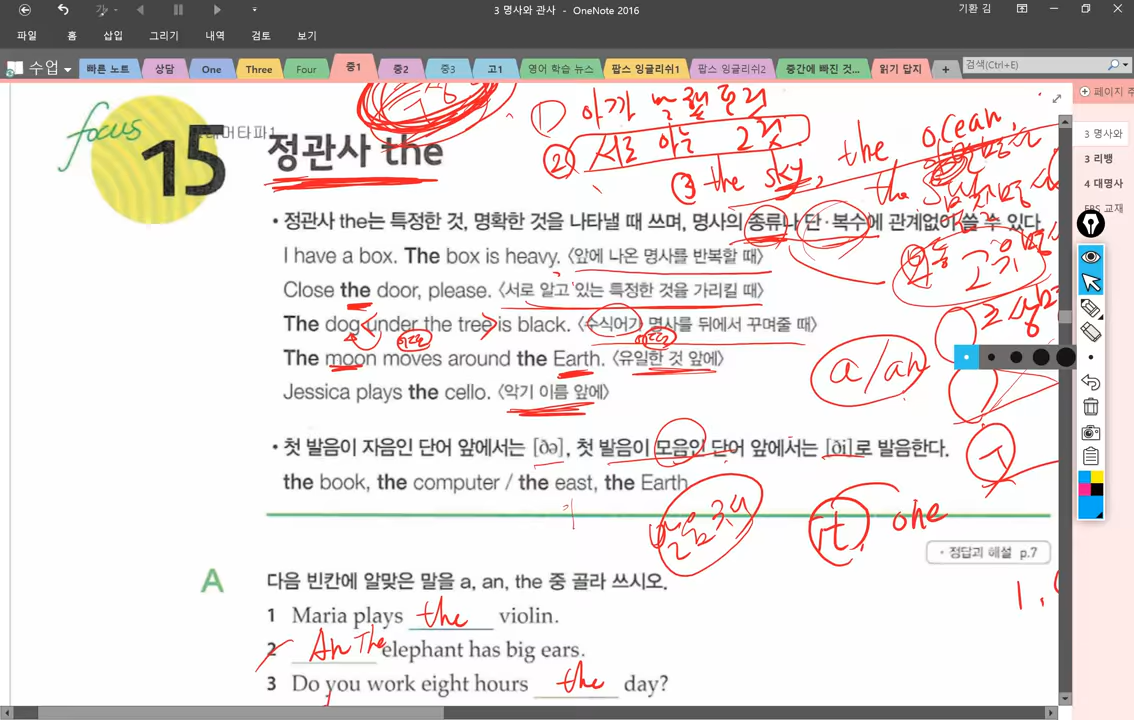 3 명사와 관사 - OneNote 2016
기환 김
파일 홈 삽입 그리기 내역 검토 보기
수업 빠른 노트 상담 One Three Four 중1 중2 중3 고1 영어 학습 뉴스 팝스 잉글리쉬1 팝스 잉글리쉬2 중간에 빠진 것... 읽기 답지 + 검색(Ctrl+E)
페이지 추
3 명사와
3 리뱅
4 대명사
EBS 교재
focus
15
정관사 the
① 아까
② 서로 아는 2것
③ the sky, the ocean,
the
• 정관사 the는 특정한 것, 명확한 것을 나타낼 때 쓰며, 명사의 종류나 단·복수에 관계없이 쓸 수 있다
I have a box. The box is heavy. 〈앞에 나온 명사를 반복할 때〉
Close the door, please. 〈서로 알고 있는 특정한 것을 가리킬 때〉
The dog under the tree is black. 〈수식어가 명사를 뒤에서 꾸며줄 때〉
The moon moves around the Earth. 〈유일한 것 앞에〉
a/an
Jessica plays the cello. 〈악기 이름 앞에〉
• 첫 발음이 자음인 단어 앞에서는 [ðə], 첫 발음이 모음인 단어 앞에서는 [ði]로 발음한다.
the book, the computer / the east, the Earth
it one
• 정답과 해설 p.7
A 다음 빈칸에 알맞은 말을 a, an, the 중 골라 쓰시오.
1 Maria plays the violin.
2 An The elephant has big ears.
3 Do you work eight hours the day?